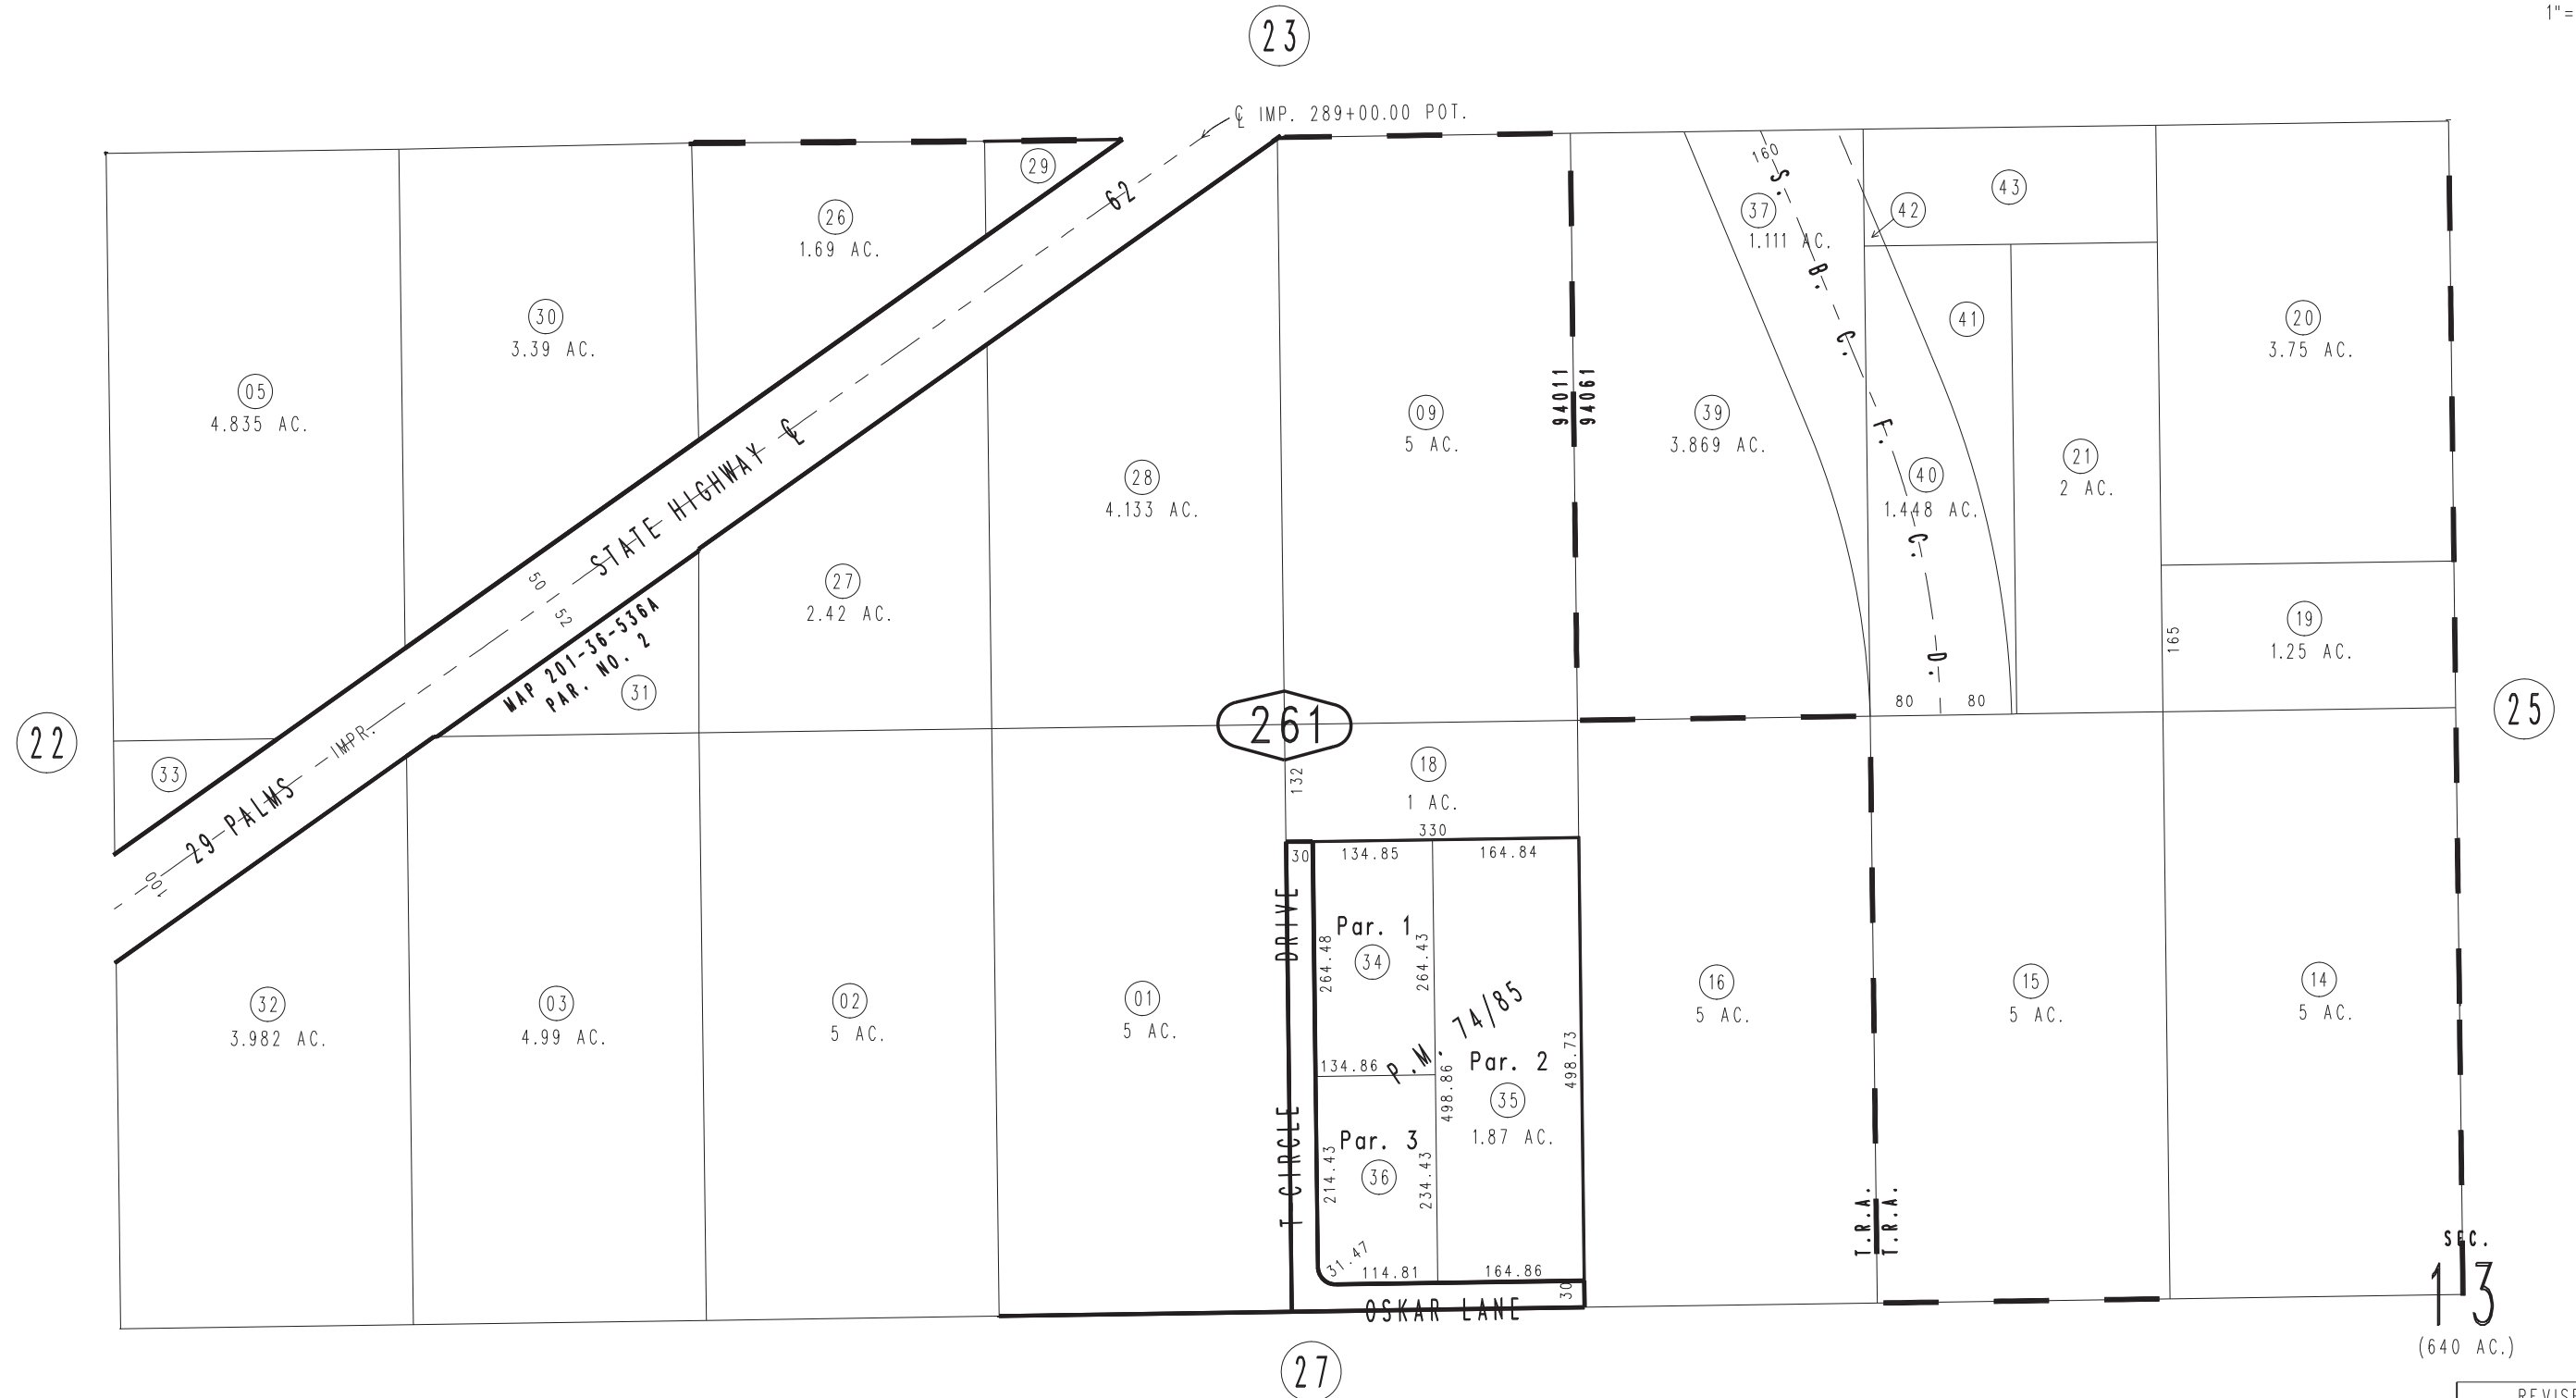 1"=
23
℄ IMP. 289+00.00 POT.
29
62
26
1.69 AC.
30
3.39 AC.
05
4.835 AC.
STATE HIGHWAY ℄
50
52
MAP 201-36-536A
PAR. NO. 2
31
27
2.42 AC.
28
4.133 AC.
09
5 AC.
94011
94061
160
S. B. C. F. C. D.
37
1.111 AC.
42
43
41
39
3.869 AC.
40
1.448 AC.
21
2 AC.
20
3.75 AC.
165
19
1.25 AC.
80
80
22
25
33
29 PALMS
IMPR.
100
261
132
18
1 AC.
330
30
134.85
164.84
T CIRCLE DRIVE
Par. 1
34
264.48
264.43
P.M. 74/85
134.86
Par. 2
35
1.87 AC.
498.86
498.73
Par. 3
36
214.43
234.43
31.47
114.81
164.86
30
OSKAR LANE
32
3.982 AC.
03
4.99 AC.
02
5 AC.
01
5 AC.
16
5 AC.
15
5 AC.
14
5 AC.
T.R.A.
T.R.A.
SEC.
13
(640 AC.)
27